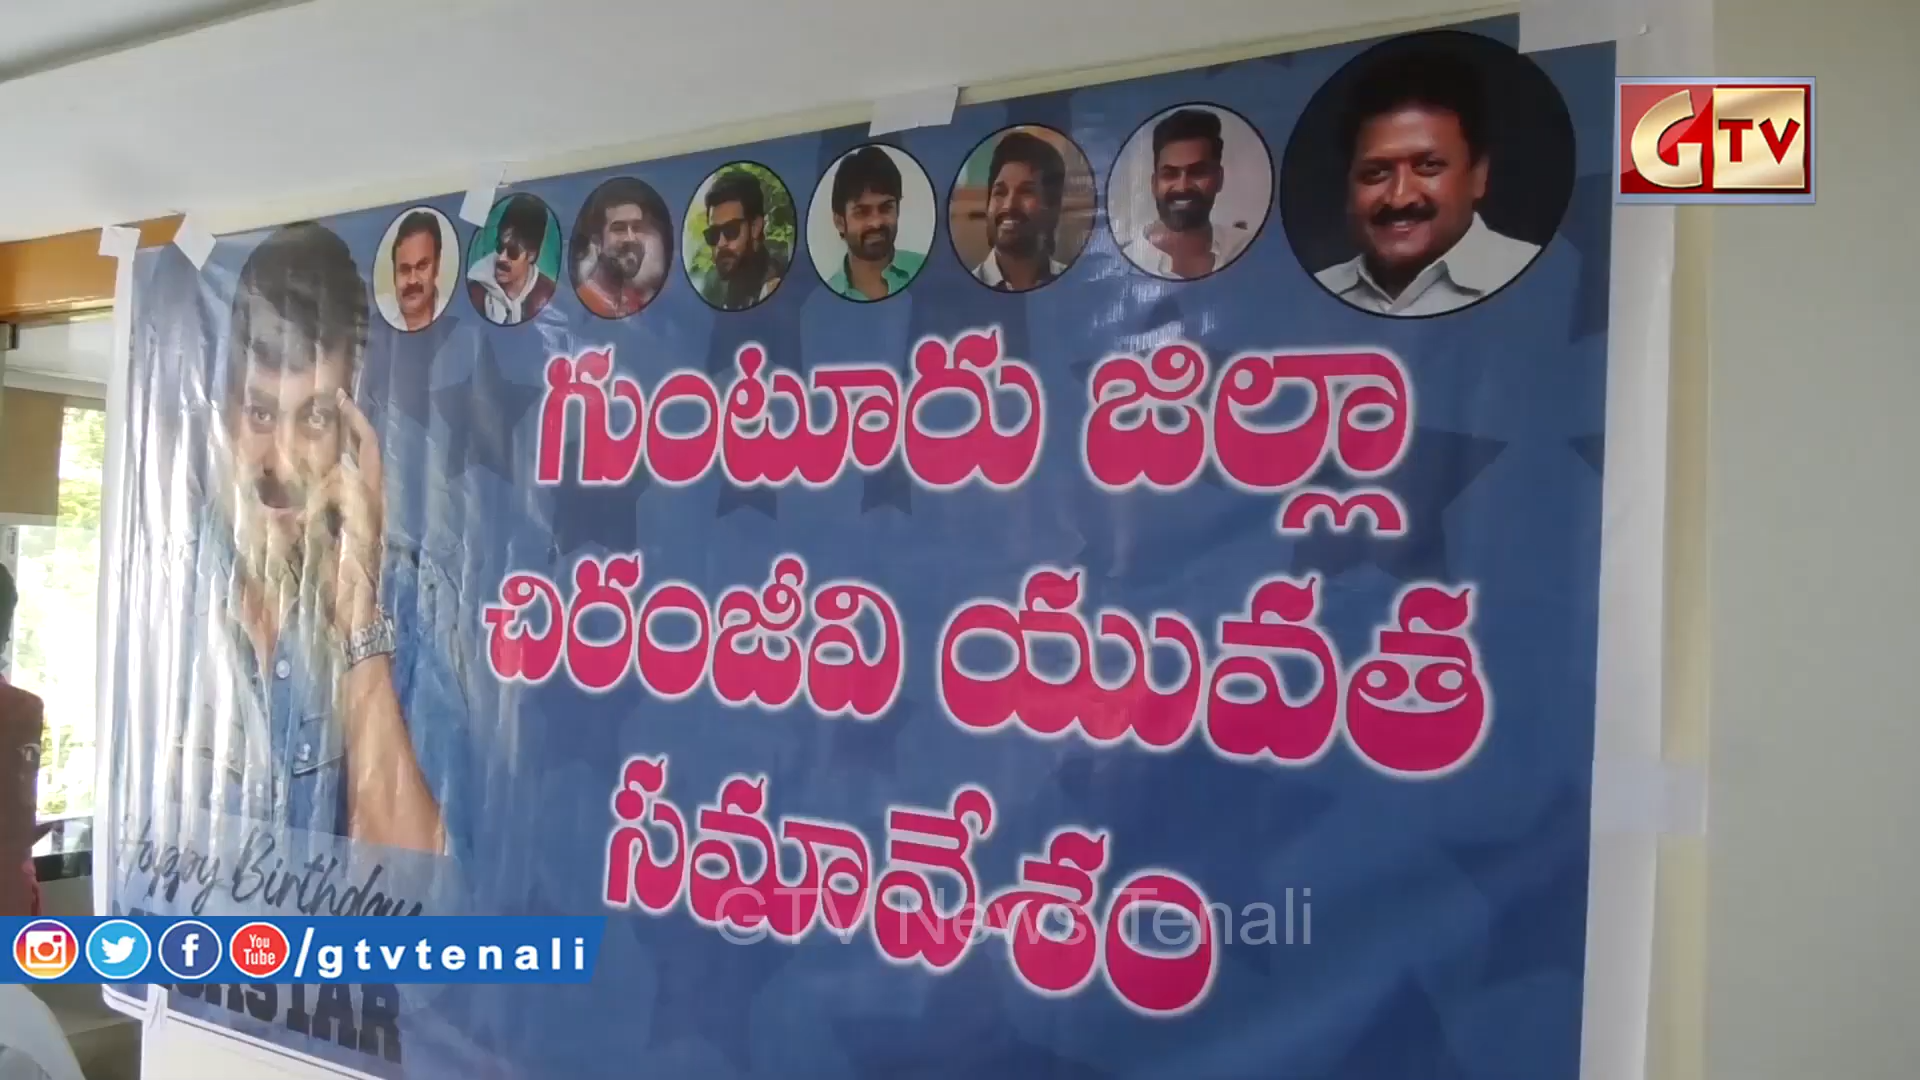 GTV
గుంటూరు జిల్లా
చిరంజీవి యువత
సమావేశం
GTV News Tenali
Happy Birthday
/gtvtenali